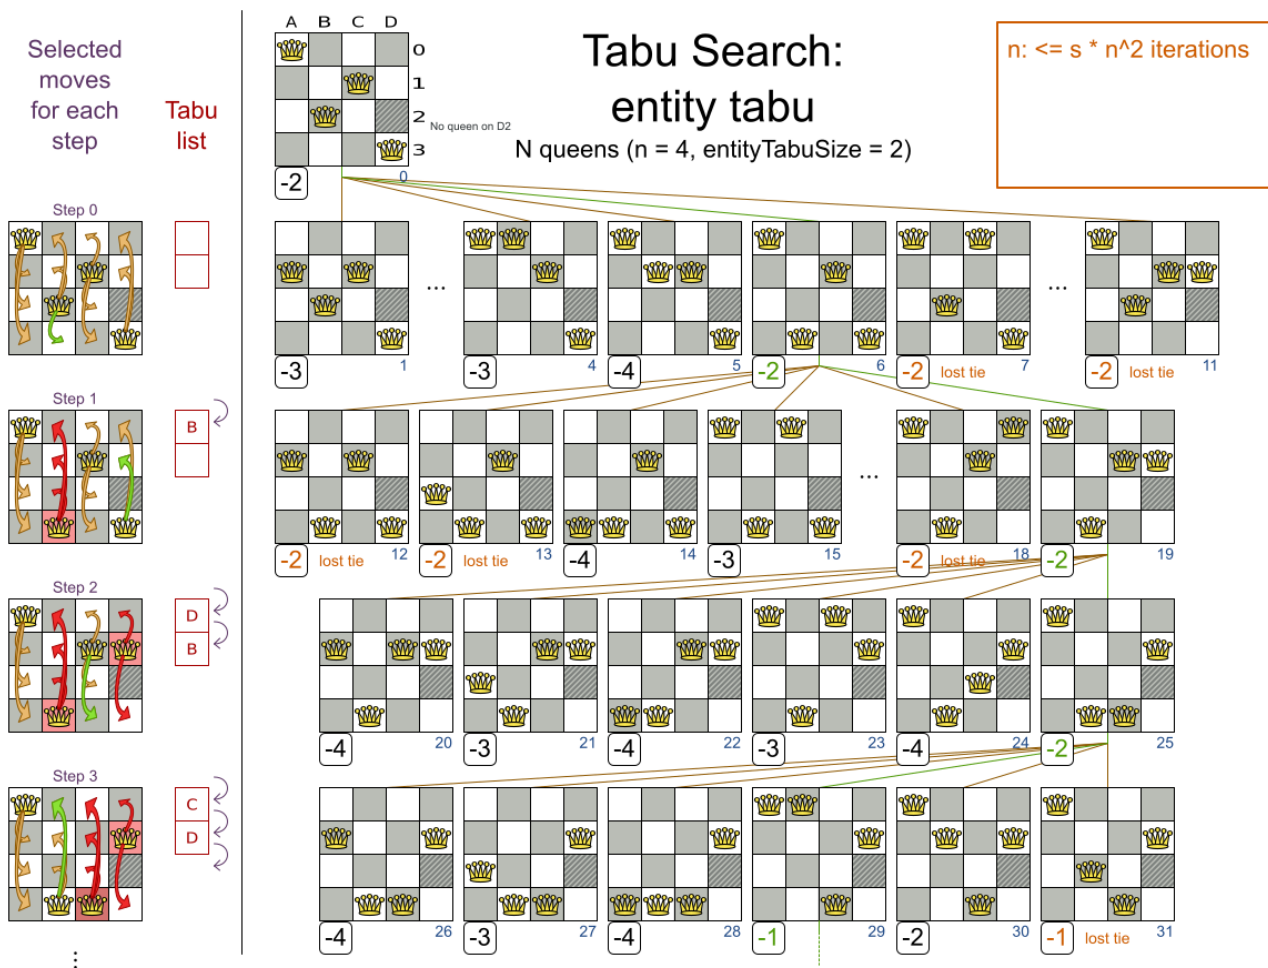 Selected
moves
for each
step
Tabu
list
A B C D
0
1
2
3
No queen on D2
-2
0
Tabu Search:
entity tabu
N queens (n = 4, entityTabuSize = 2)
n: <= s * n^2 iterations
Step 0
...
...
-3
1
-3
4
-4
5
-2
6
-2
lost tie
7
-2
lost tie
11
Step 1
B
...
-2
lost tie
12
-2
lost tie
13
-4
14
-3
15
-2
lost tie
18
-2
19
Step 2
D
B
-4
20
-3
21
-4
22
-3
23
-4
24
-2
25
Step 3
C
D
-4
26
-3
27
-4
28
-1
29
-2
30
-1
lost tie
31
...